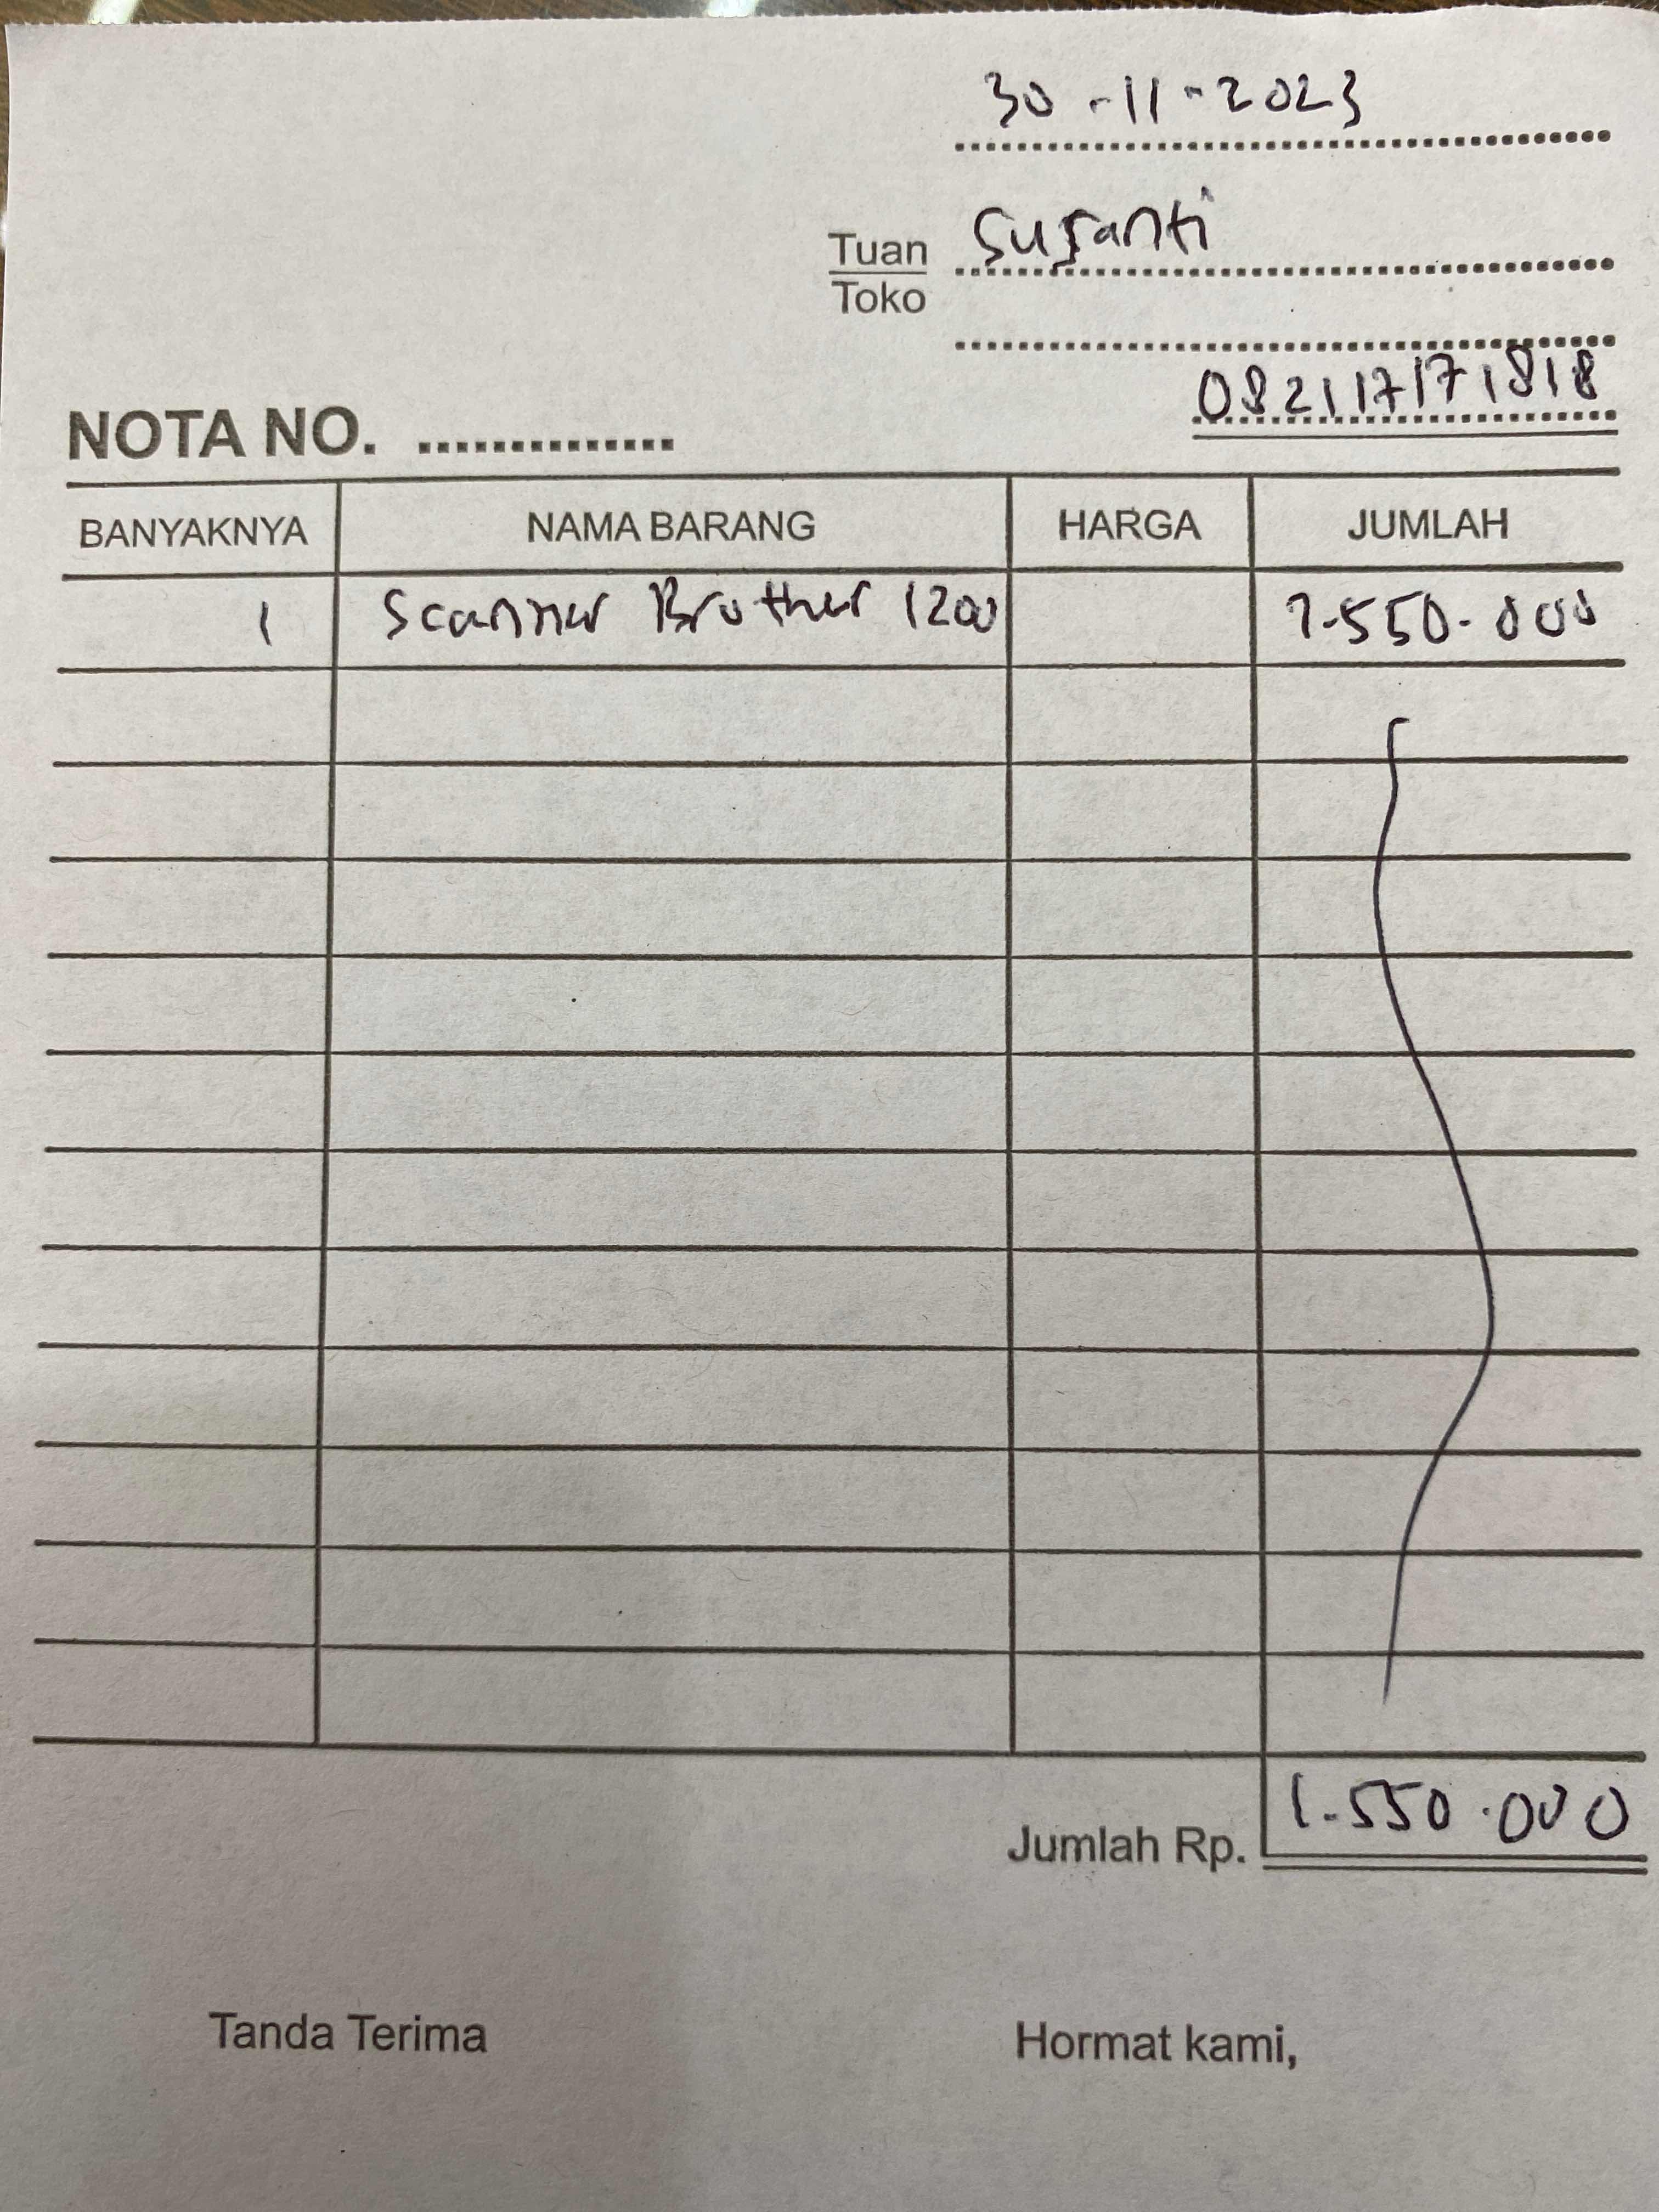 30-11-2023
Tuan Susanti
Toko
082117171818
NOTA NO. ..............
BANYAKNYA NAMA BARANG HARGA JUMLAH
1 Scanner Brother 1200 1.550.000
Jumlah Rp. 1.550.000
Tanda Terima Hormat kami,